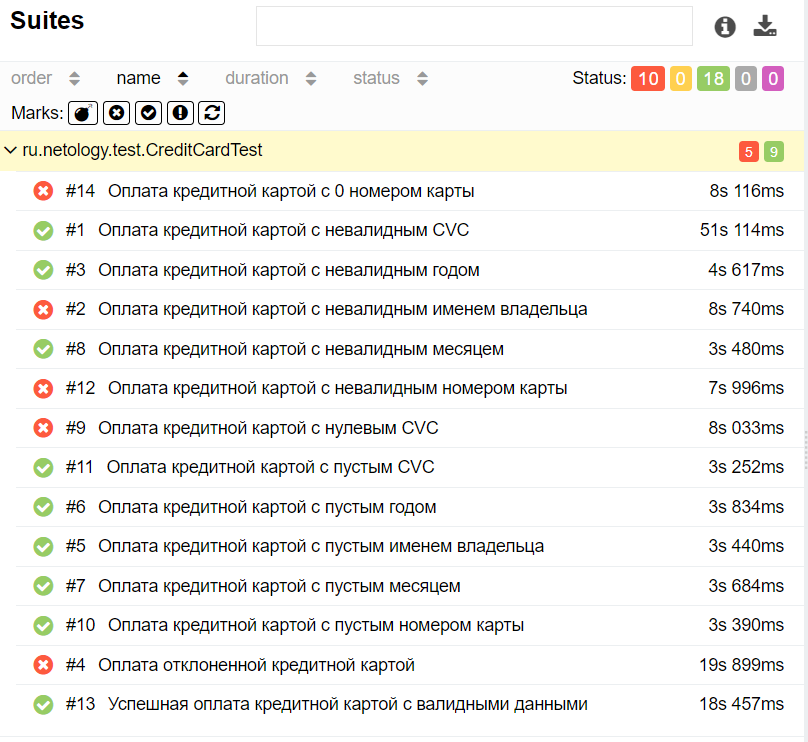 Suites
order name duration status Status: 10 0 18 0 0
Marks:
ru.netology.test.CreditCardTest 5 9
#14 Оплата кредитной картой с 0 номером карты 8s 116ms
#1 Оплата кредитной картой с невалидным CVC 51s 114ms
#3 Оплата кредитной картой с невалидным годом 4s 617ms
#2 Оплата кредитной картой с невалидным именем владельца 8s 740ms
#8 Оплата кредитной картой с невалидным месяцем 3s 480ms
#12 Оплата кредитной картой с невалидным номером карты 7s 996ms
#9 Оплата кредитной картой с нулевым CVC 8s 033ms
#11 Оплата кредитной картой с пустым CVC 3s 252ms
#6 Оплата кредитной картой с пустым годом 3s 834ms
#5 Оплата кредитной картой с пустым именем владельца 3s 440ms
#7 Оплата кредитной картой с пустым месяцем 3s 684ms
#10 Оплата кредитной картой с пустым номером карты 3s 390ms
#4 Оплата отклоненной кредитной картой 19s 899ms
#13 Успешная оплата кредитной картой с валидными данными 18s 457ms